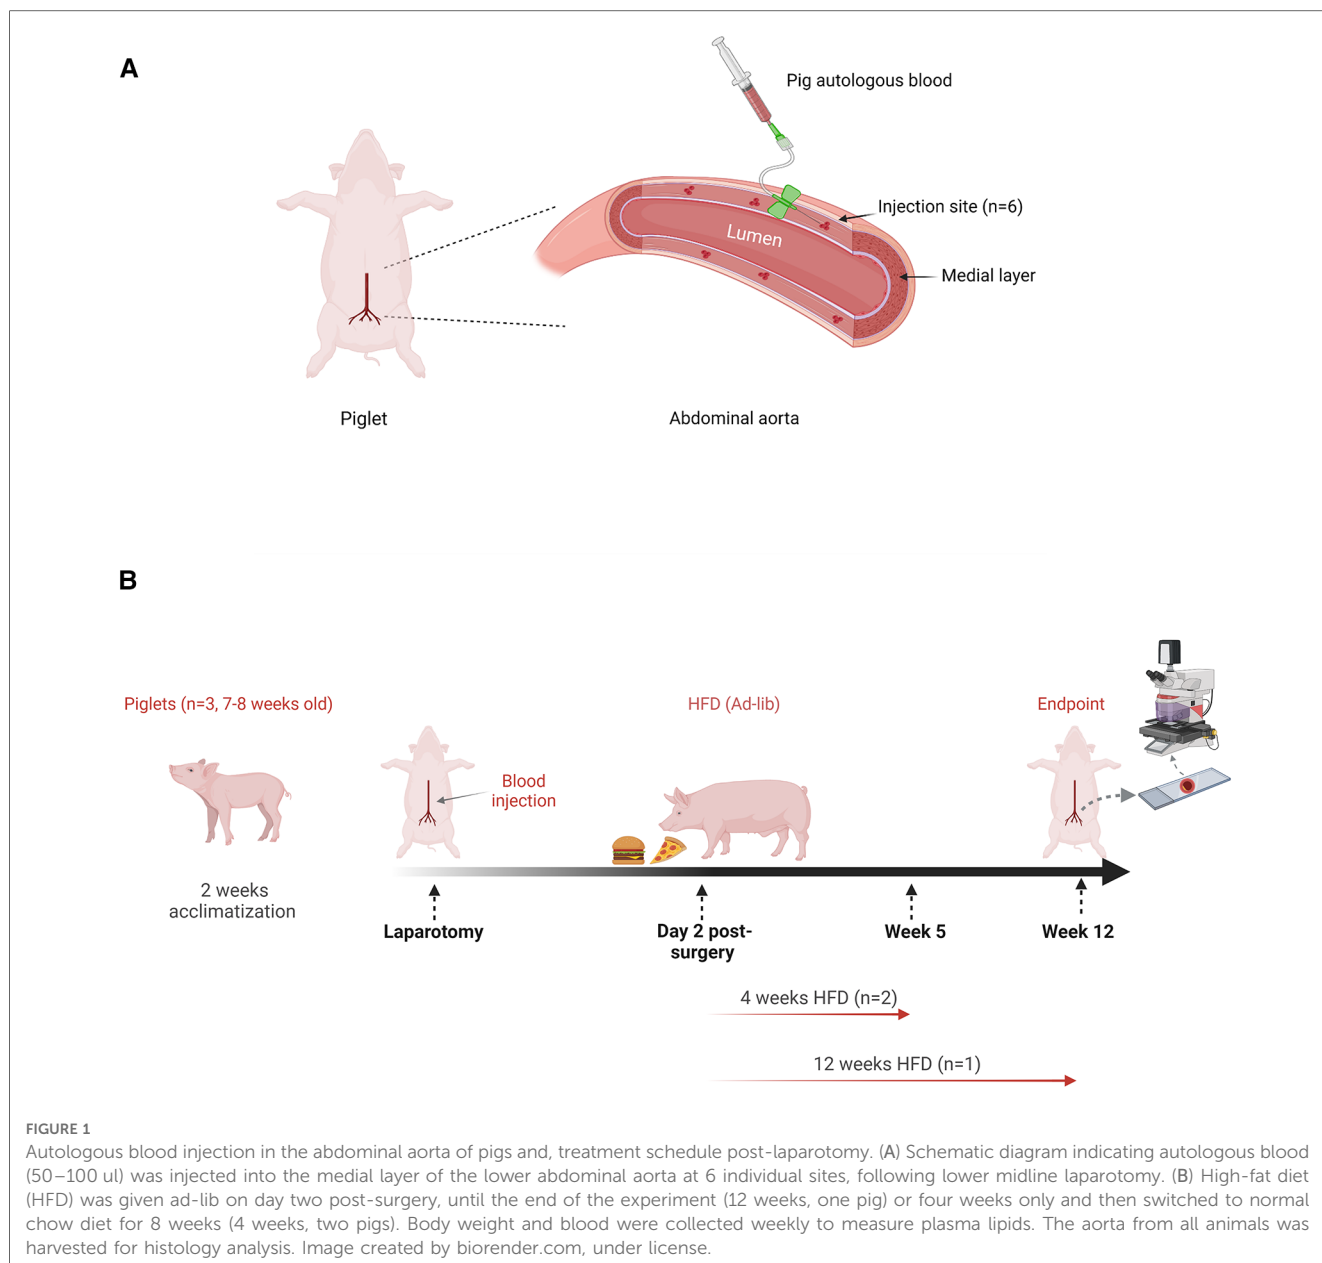 A
Pig autologous blood
Injection site (n=6)
Lumen
Medial layer
Piglet
Abdominal aorta
B
Piglets (n=3, 7-8 weeks old)
HFD (Ad-lib)
Endpoint
Blood
injection
2 weeks
acclimatization
Laparotomy
Day 2 post-
surgery
Week 5
Week 12
4 weeks HFD (n=2)
12 weeks HFD (n=1)
FIGURE 1
Autologous blood injection in the abdominal aorta of pigs and, treatment schedule post-laparotomy. (A) Schematic diagram indicating autologous blood
(50–100 ul) was injected into the medial layer of the lower abdominal aorta at 6 individual sites, following lower midline laparotomy. (B) High-fat diet
(HFD) was given ad-lib on day two post-surgery, until the end of the experiment (12 weeks, one pig) or four weeks only and then switched to normal
chow diet for 8 weeks (4 weeks, two pigs). Body weight and blood were collected weekly to measure plasma lipids. The aorta from all animals was
harvested for histology analysis. Image created by biorender.com, under license.